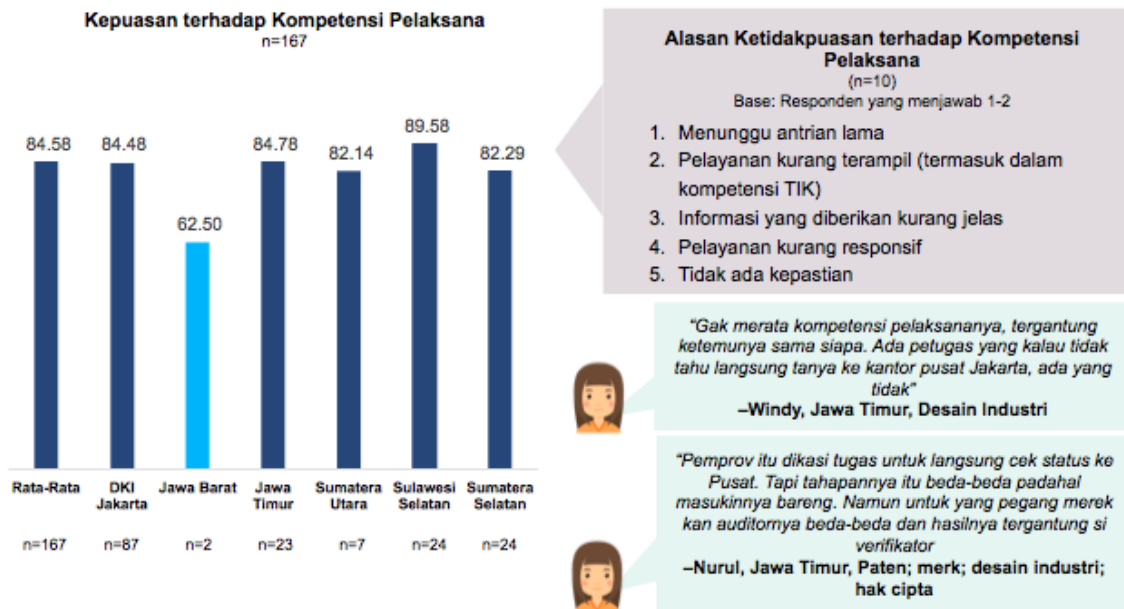 Kepuasan terhadap Kompetensi Pelaksana
n=167
84.58
84.48
62.50
84.78
82.14
89.58
82.29
Rata-Rata
DKI
Jakarta
Jawa Barat
Jawa
Timur
Sumatera
Utara
Sulawesi
Selatan
Sumatera
Selatan
n=167
n=87
n=2
n=23
n=7
n=24
n=24
Alasan Ketidakpuasan terhadap Kompetensi
Pelaksana
(n=10)
Base: Responden yang menjawab 1-2
1. Menunggu antrian lama
2. Pelayanan kurang terampil (termasuk dalam
kompetensi TIK)
3. Informasi yang diberikan kurang jelas
4. Pelayanan kurang responsif
5. Tidak ada kepastian
“Gak merata kompetensi pelaksananya, tergantung
ketemunya sama siapa. Ada petugas yang kalau tidak
tahu langsung tanya ke kantor pusat Jakarta, ada yang
tidak”
–Windy, Jawa Timur, Desain Industri
“Pemprov itu dikasi tugas untuk langsung cek status ke
Pusat. Tapi tahapannya itu beda-beda padahal
masukinnya bareng. Namun untuk yang pegang merek
kan auditornya beda-beda dan hasilnya tergantung si
verifikator
–Nurul, Jawa Timur, Paten; merk; desain industri;
hak cipta